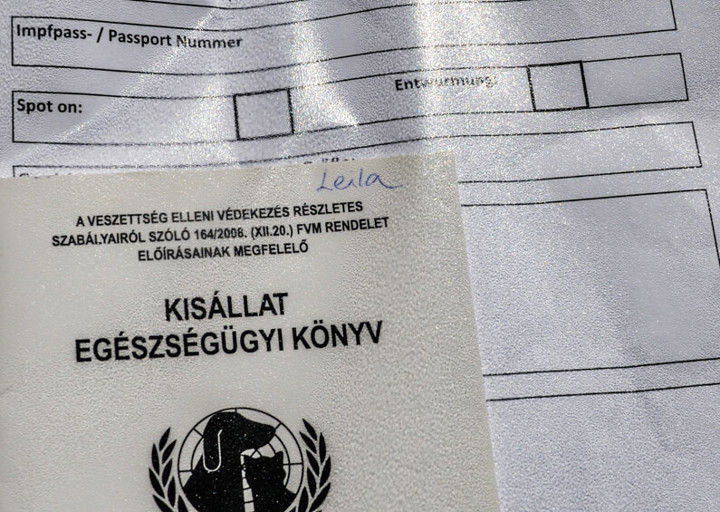 Impfpass- / Passport Nummer
Spot on:
Entwurmung:
Leila
A VESZETTSÉG ELLENI VÉDEKEZÉS RÉSZLETES
SZABÁLYAIRÓL SZÓLÓ 164/2008. (XII.20.) FVM RENDELET
ELŐÍRÁSAINAK MEGFELELŐ
KISÁLLAT
EGÉSZSÉGÜGYI KÖNYV